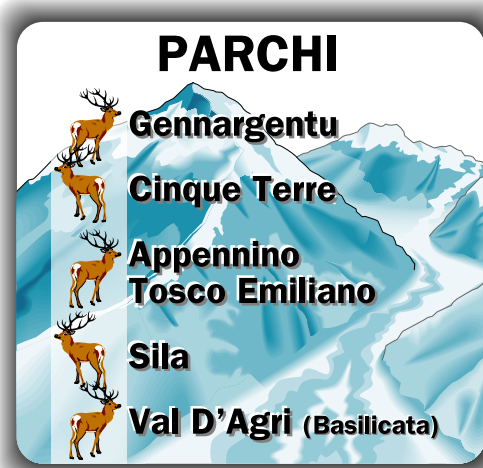 PARCHI
Gennargentu
Cinque Terre
Appennino
Tosco Emiliano
Sila
Val D'Agri (Basilicata)